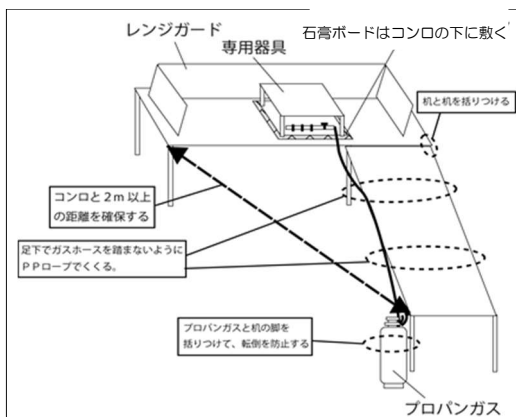 レンジガード
石膏ボードはコンロの下に敷く
専用器具
机と机を括りつける
コンロと2m以上
の距離を確保する
足下でガスホースを踏まないように
PPロープでくくる。
プロパンガスと机の脚を
括りつけて、転倒を防止する
プロパンガス